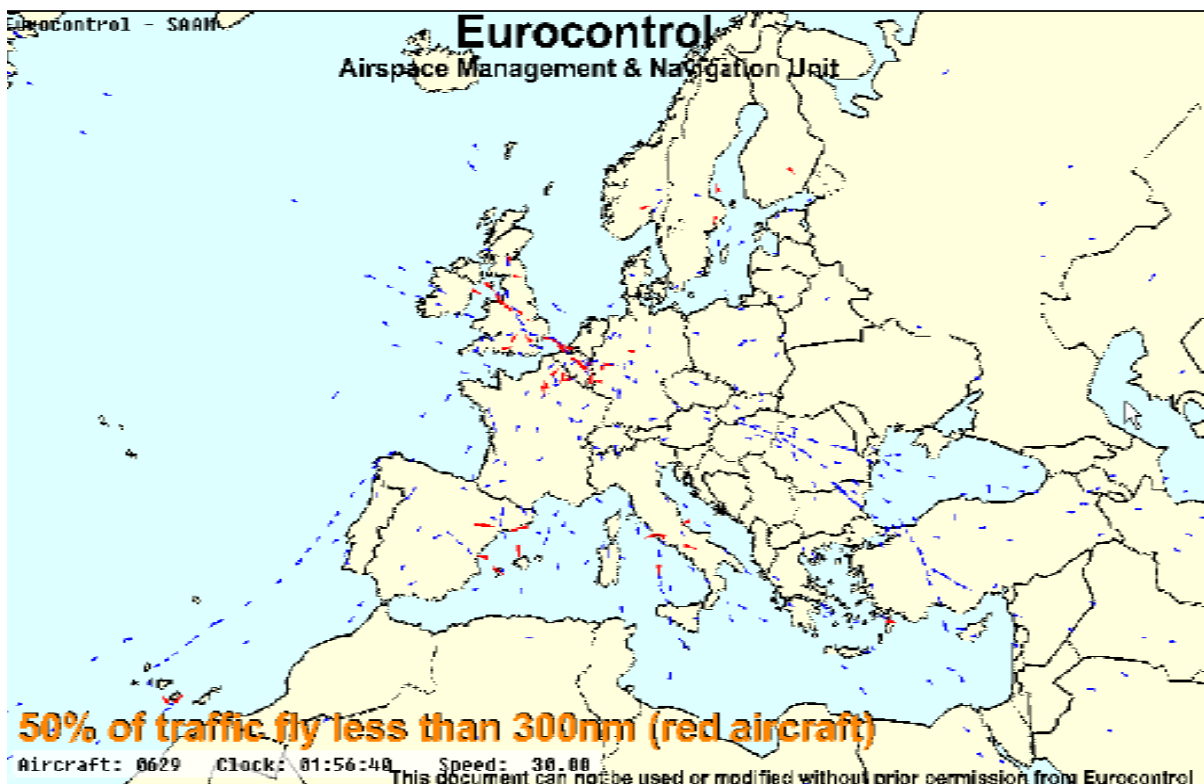 Eurocontrol - SAAM
Eurocontrol
Airspace Management & Navigation Unit
50% of traffic fly less than 300nm (red aircraft)
Aircraft: 0629 Clock: 01:56:40 Speed: 30.00
This document can not be used or modified without prior permission from Eurocontrol